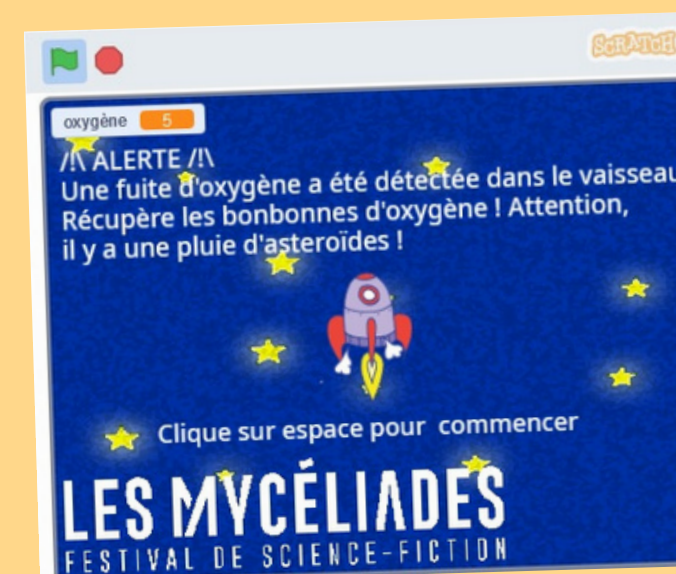 SCRATCH
oxygène 5
/!\ ALERTE /!\
Une fuite d'oxygène a été détectée dans le vaisseau
Récupère les bonbonnes d'oxygène ! Attention,
il y a une pluie d'asteroïdes !
Clique sur espace pour commencer
LES MYCÉLIADES
FESTIVAL DE SCIENCE-FICTION